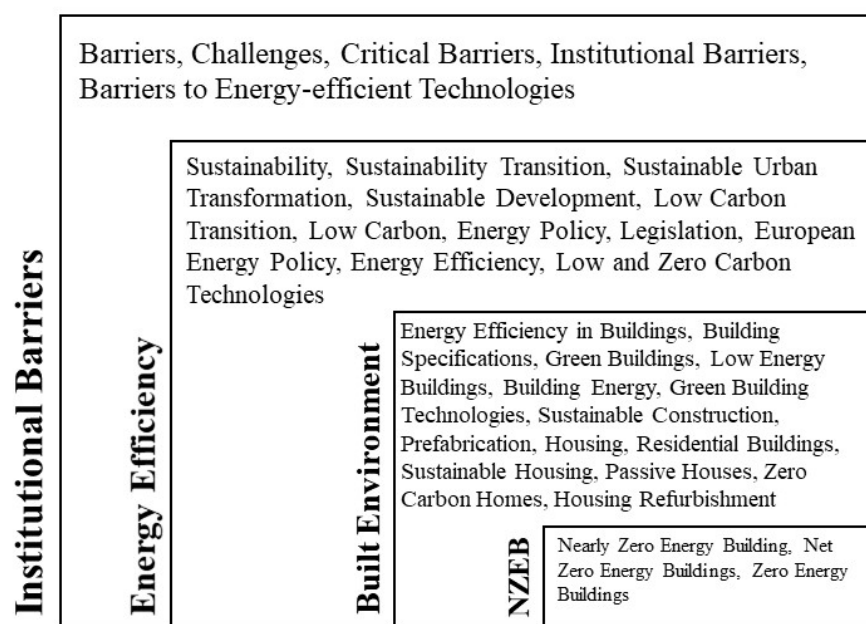 Barriers, Challenges, Critical Barriers, Institutional Barriers,
Barriers to Energy-efficient Technologies
Institutional Barriers
Sustainability, Sustainability Transition, Sustainable Urban
Transformation, Sustainable Development, Low Carbon
Transition, Low Carbon, Energy Policy, Legislation, European
Energy Policy, Energy Efficiency, Low and Zero Carbon
Technologies
Energy Efficiency
Energy Efficiency in Buildings, Building
Specifications, Green Buildings, Low Energy
Buildings, Building Energy, Green Building
Technologies, Sustainable Construction,
Prefabrication, Housing, Residential Buildings,
Sustainable Housing, Passive Houses, Zero
Carbon Homes, Housing Refurbishment
Built Environment
Nearly Zero Energy Building, Net
Zero Energy Buildings, Zero Energy
Buildings
NZEB